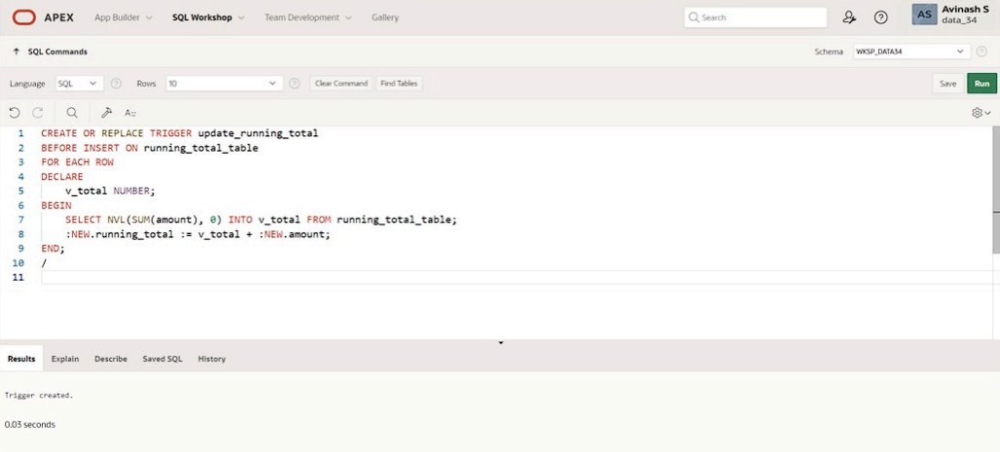 APEX App Builder SQL Workshop Team Development Gallery Search AS Avinash S
data_34
↑ SQL Commands Schema WKSP_DATA34
Language SQL Rows 10 Clear Command Find Tables Save Run
A::
1 CREATE OR REPLACE TRIGGER update_running_total
2 BEFORE INSERT ON running_total_table
3 FOR EACH ROW
4 DECLARE
5 v_total NUMBER;
6 BEGIN
7 SELECT NVL(SUM(amount), 0) INTO v_total FROM running_total_table;
8 :NEW.running_total := v_total + :NEW.amount;
9 END;
10 /
11
Results Explain Describe Saved SQL History
Trigger created.
0.03 seconds